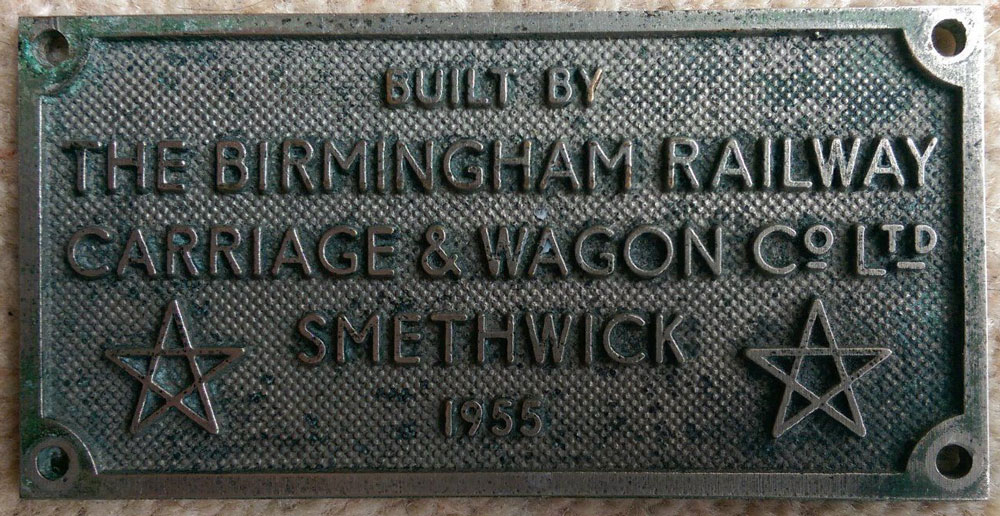 BUILT BY
THE BIRMINGHAM RAILWAY
CARRIAGE & WAGON CO LTD
SMETHWICK
1955